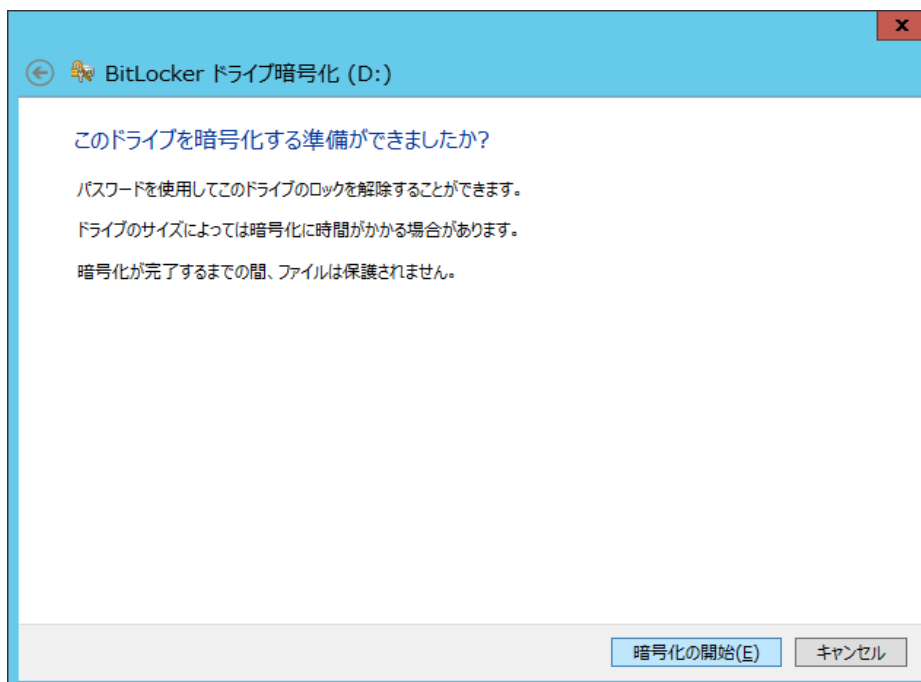 x
BitLocker ドライブ暗号化 (D:)
このドライブを暗号化する準備ができましたか?
パスワードを使用してこのドライブのロックを解除することができます。
ドライブのサイズによっては暗号化に時間がかかる場合があります。
暗号化が完了するまでの間、ファイルは保護されません。
暗号化の開始(E) キャンセル